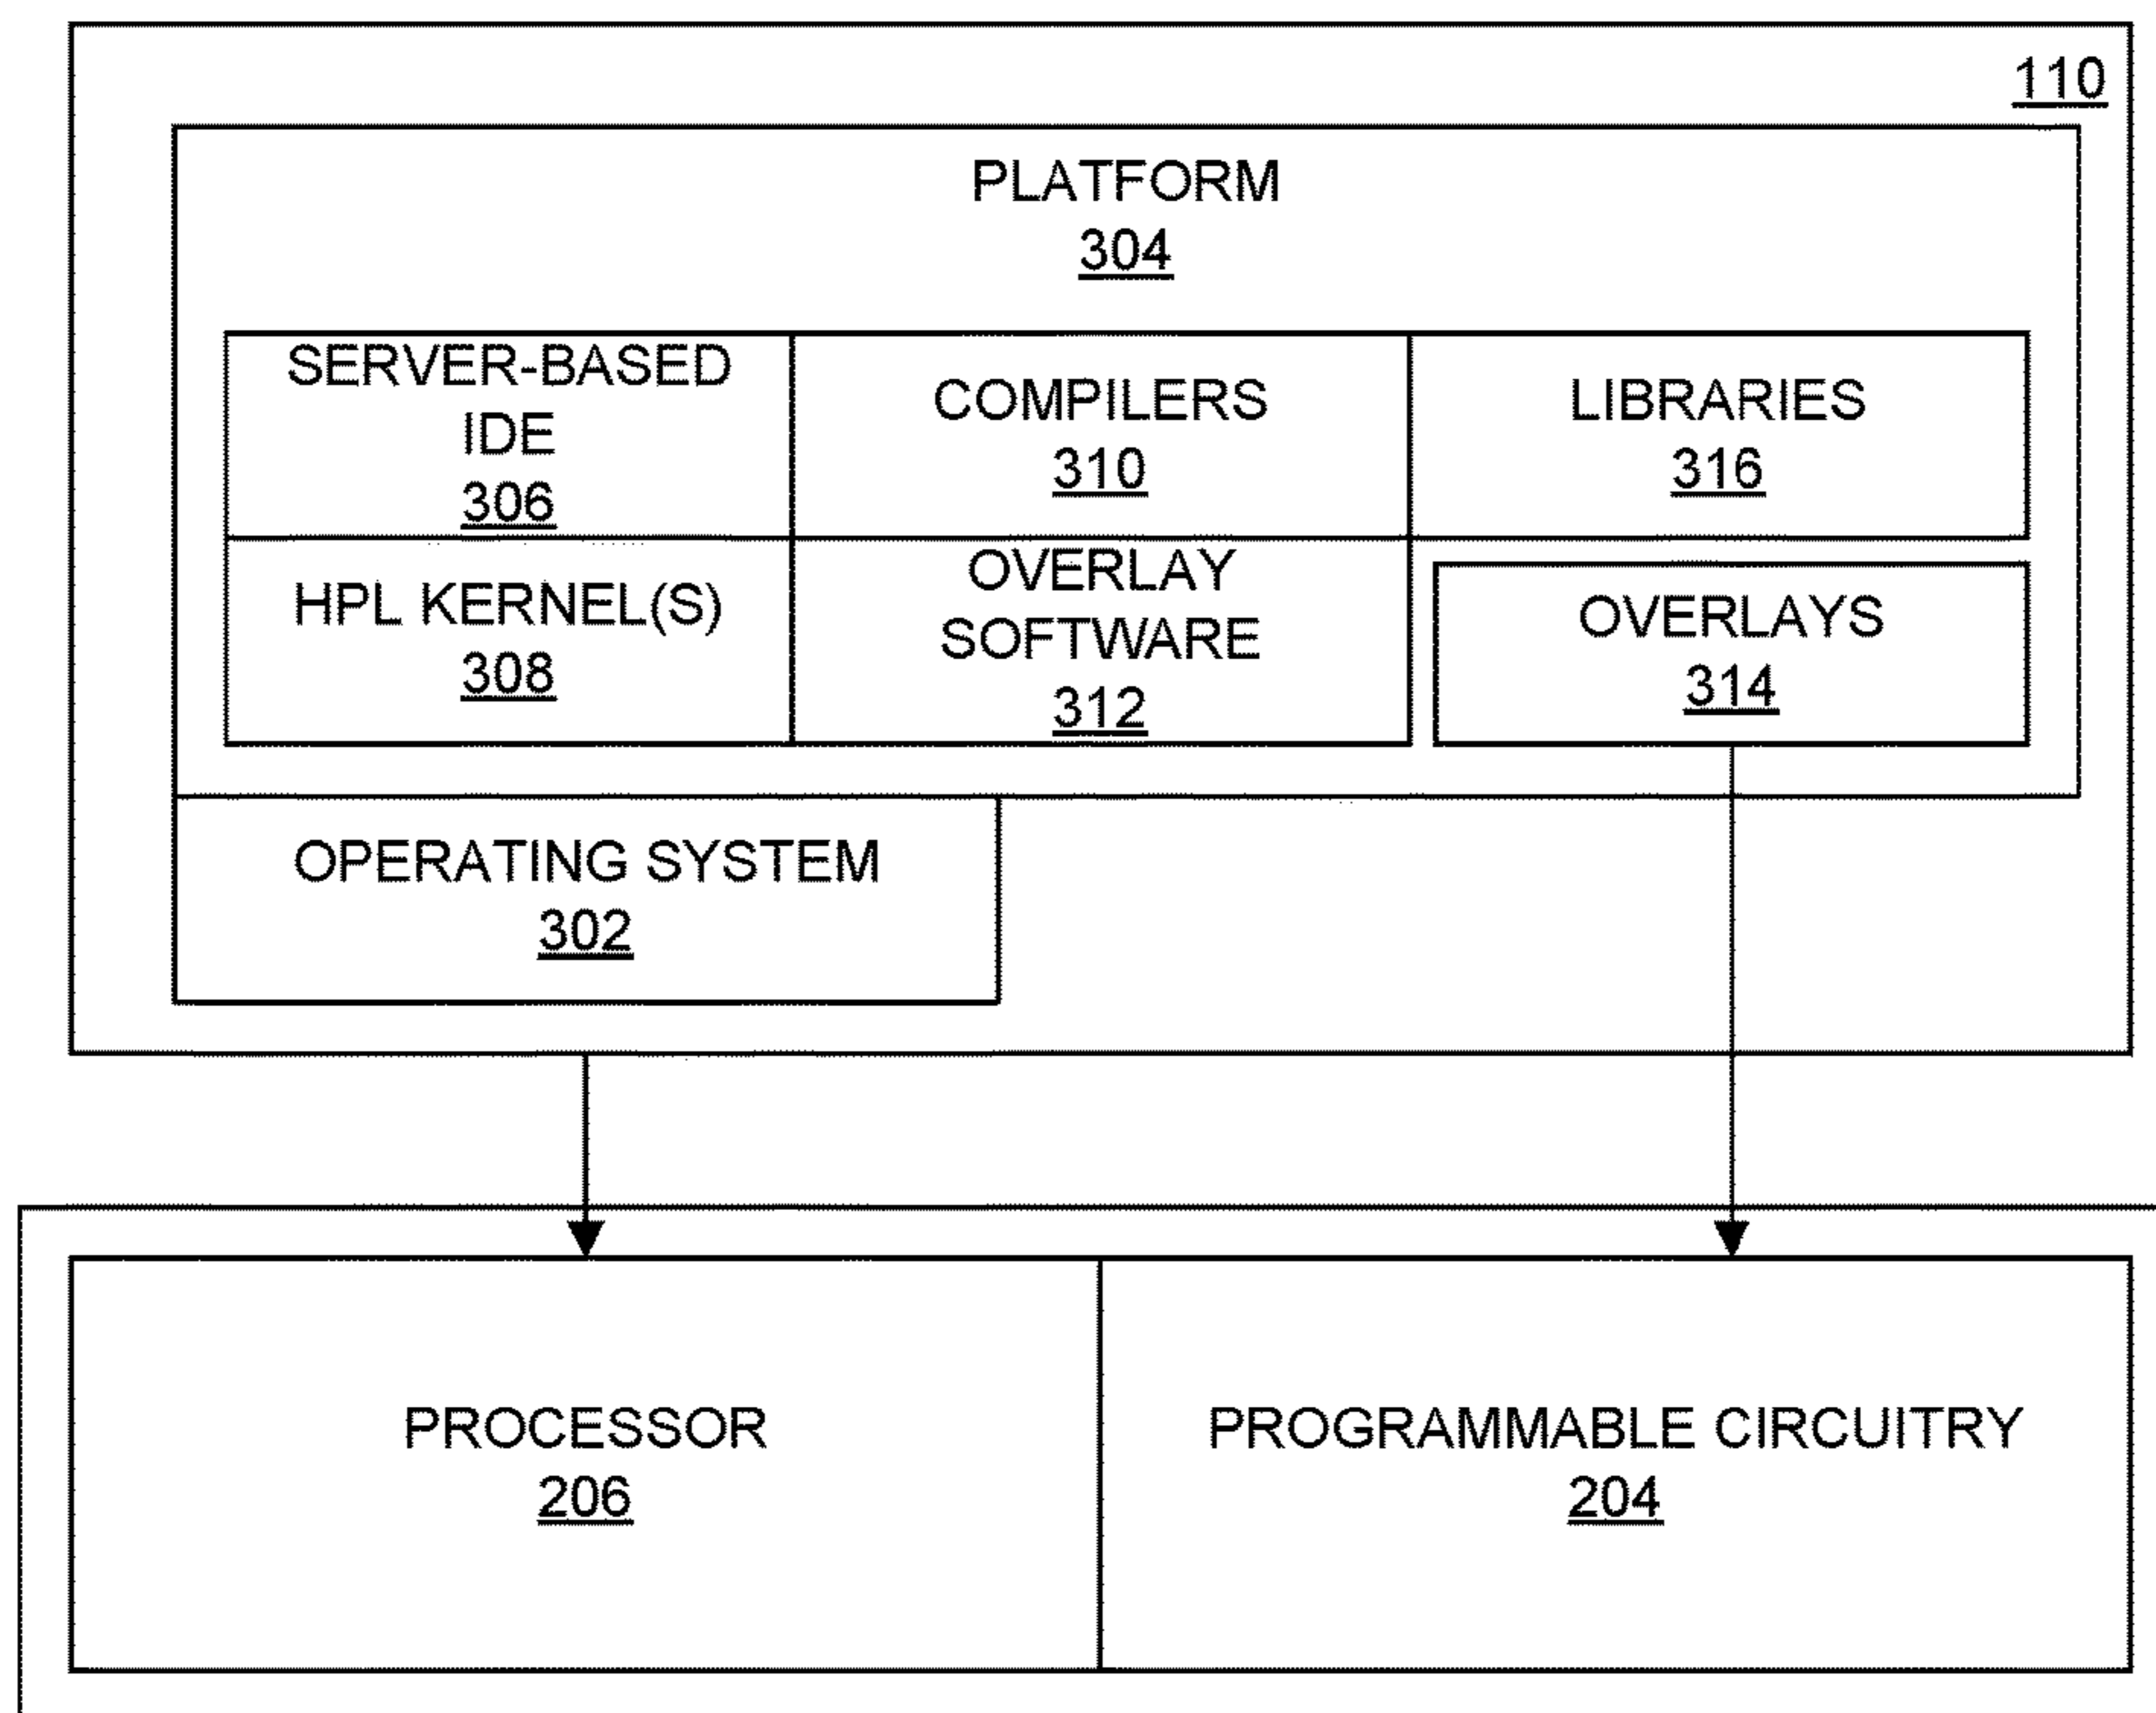 110
PLATFORM
304
SERVER-BASED
IDE
306
COMPILERS
310
LIBRARIES
316
HPL KERNEL(S)
308
OVERLAY
SOFTWARE
312
OVERLAYS
314
OPERATING SYSTEM
302
PROCESSOR
206
PROGRAMMABLE CIRCUITRY
204